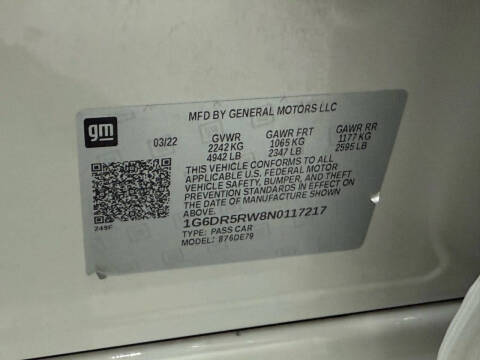 gm
MFD BY GENERAL MOTORS LLC
03/22 GVWR GAWR FRT GAWR RR
2242 KG 1065 KG 1177 KG
4942 LB 2347 LB 2595 LB
THIS VEHICLE CONFORMS TO ALL
APPLICABLE U.S. FEDERAL MOTOR
VEHICLE SAFETY, BUMPER, AND THEFT
PREVENTION STANDARDS IN EFFECT ON
THE DATE OF MANUFACTURE SHOWN
ABOVE.
1G6DR5RW8N0117217
249F
TYPE: PASS CAR
MODEL: 876DE79